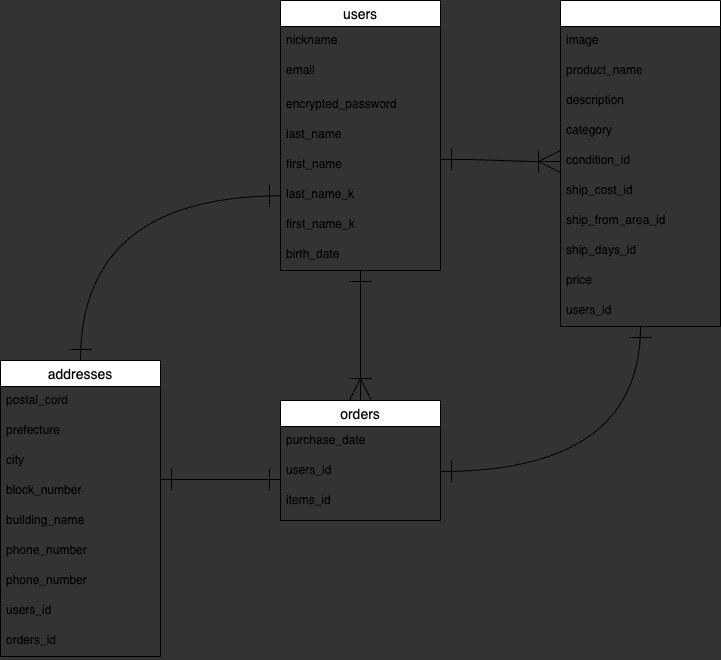 users
nickname
email
encrypted_password
last_name
first_name
last_name_k
first_name_k
birth_date
image
product_name
description
category
condition_id
ship_cost_id
ship_from_area_id
ship_days_id
price
users_id
addresses
postal_cord
prefecture
city
block_number
building_name
phone_number
phone_number
users_id
orders_id
orders
purchase_date
users_id
items_id